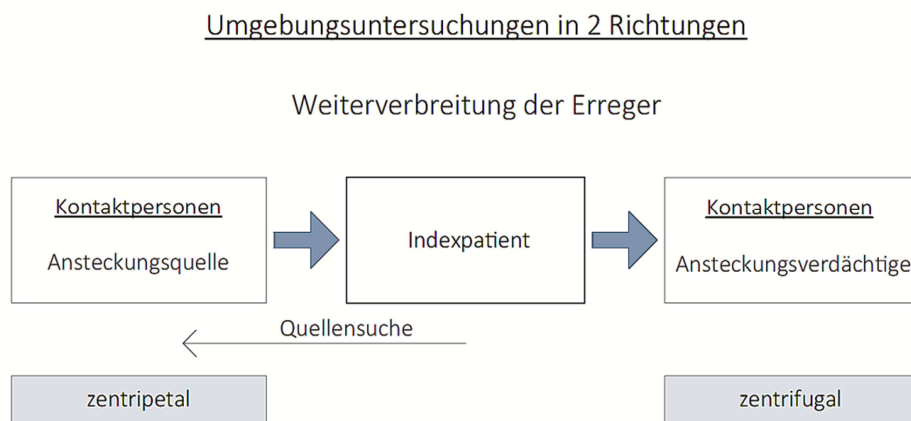 Umgebungsuntersuchungen in 2 Richtungen
Weiterverbreitung der Erreger
Kontaktpersonen
Ansteckungsquelle
Indexpatient
Kontaktpersonen
Ansteckungsverdächtige
Quellensuche
zentripetal
zentrifugal